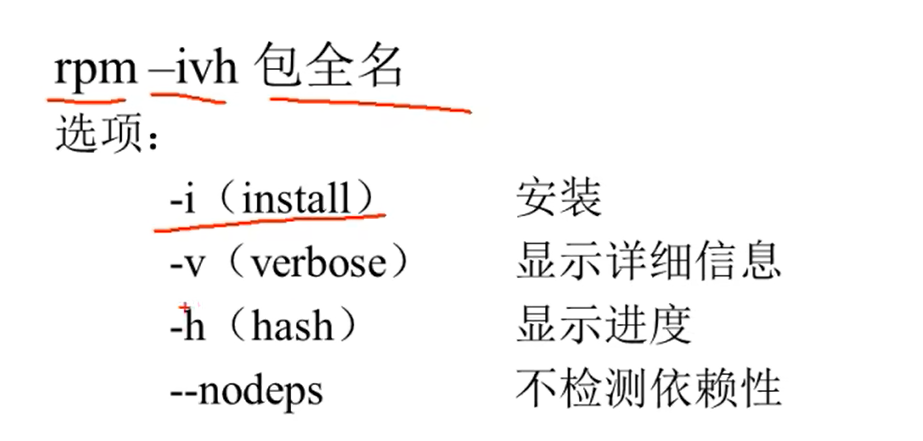 rpm –ivh 包全名
选项：
-i（install） 安装
-v（verbose） 显示详细信息
-h（hash） 显示进度
--nodeps 不检测依赖性